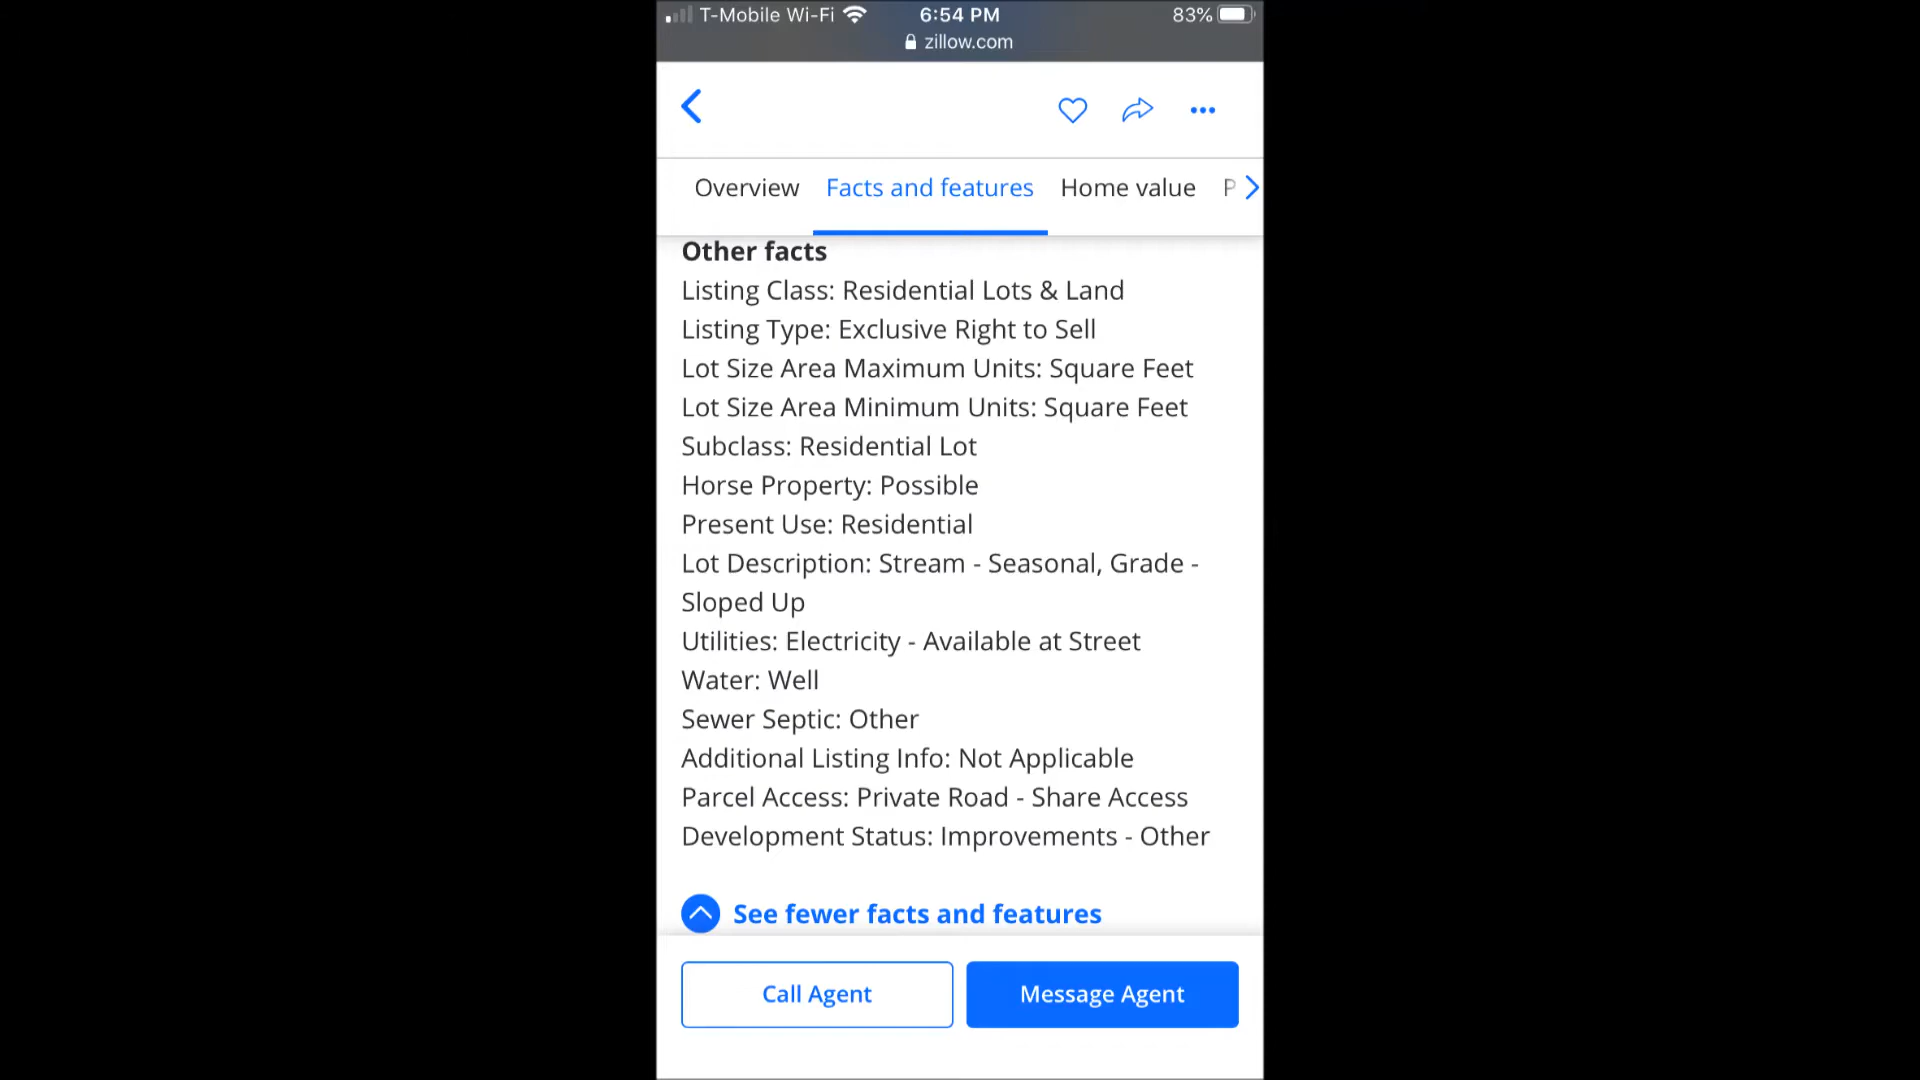 T-Mobile Wi-Fi 6:54 PM 83%
zillow.com
Overview Facts and features Home value P
Other facts
Listing Class: Residential Lots & Land
Listing Type: Exclusive Right to Sell
Lot Size Area Maximum Units: Square Feet
Lot Size Area Minimum Units: Square Feet
Subclass: Residential Lot
Horse Property: Possible
Present Use: Residential
Lot Description: Stream - Seasonal, Grade -
Sloped Up
Utilities: Electricity - Available at Street
Water: Well
Sewer Septic: Other
Additional Listing Info: Not Applicable
Parcel Access: Private Road - Share Access
Development Status: Improvements - Other
See fewer facts and features
Call Agent Message Agent